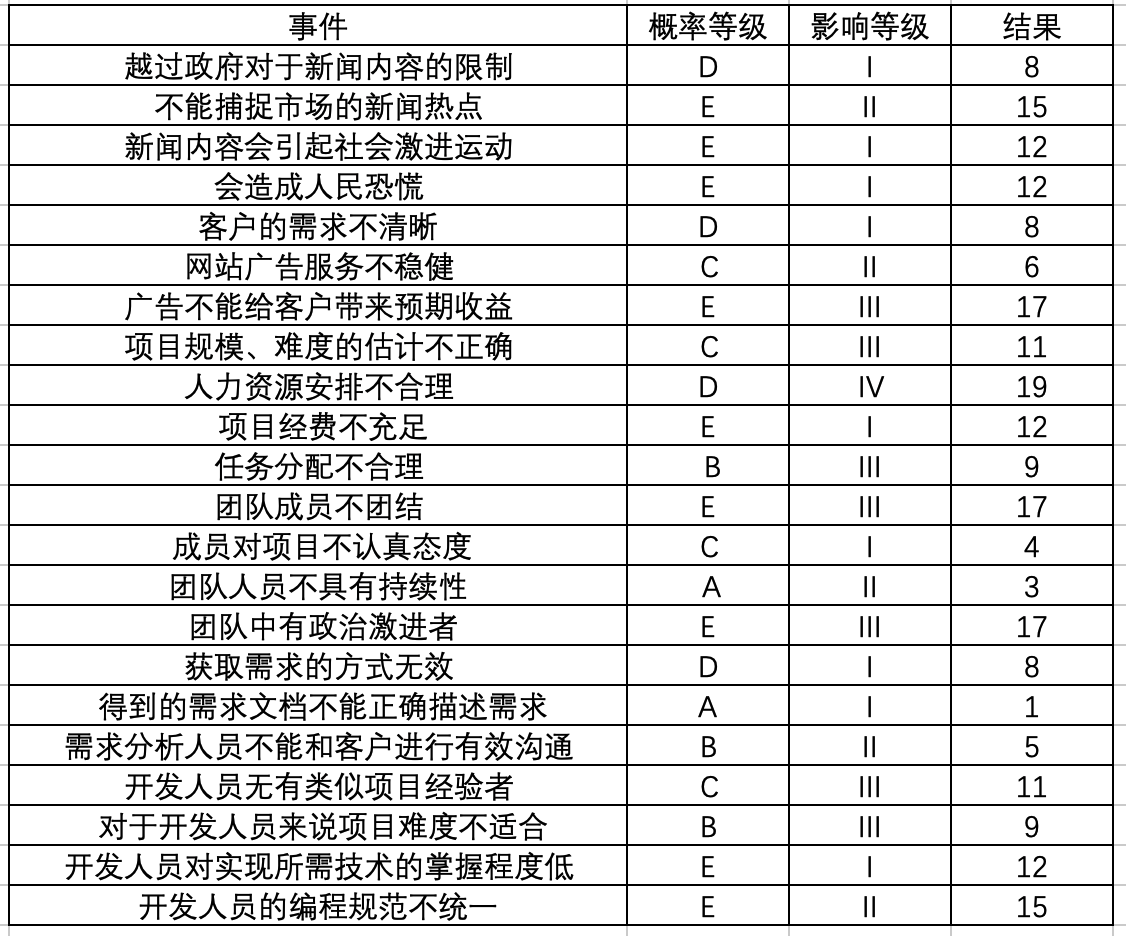 事件 概率等级 影响等级 结果
越过政府对于新闻内容的限制 D I 8
不能捕捉市场的新闻热点 E II 15
新闻内容会引起社会激进运动 E I 12
会造成人民恐慌 E I 12
客户的需求不清晰 D I 8
网站广告服务不稳健 C II 6
广告不能给客户带来预期收益 E III 17
项目规模、难度的估计不正确 C III 11
人力资源安排不合理 D IV 19
项目经费不充足 E I 12
任务分配不合理 B III 9
团队成员不团结 E III 17
成员对项目不认真态度 C I 4
团队人员不具有持续性 A II 3
团队中有政治激进者 E III 17
获取需求的方式无效 D I 8
得到的需求文档不能正确描述需求 A I 1
需求分析人员不能和客户进行有效沟通 B II 5
开发人员无有类似项目经验者 C III 11
对于开发人员来说项目难度不适合 B III 9
开发人员对实现所需技术的掌握程度低 E I 12
开发人员的编程规范不统一 E II 15